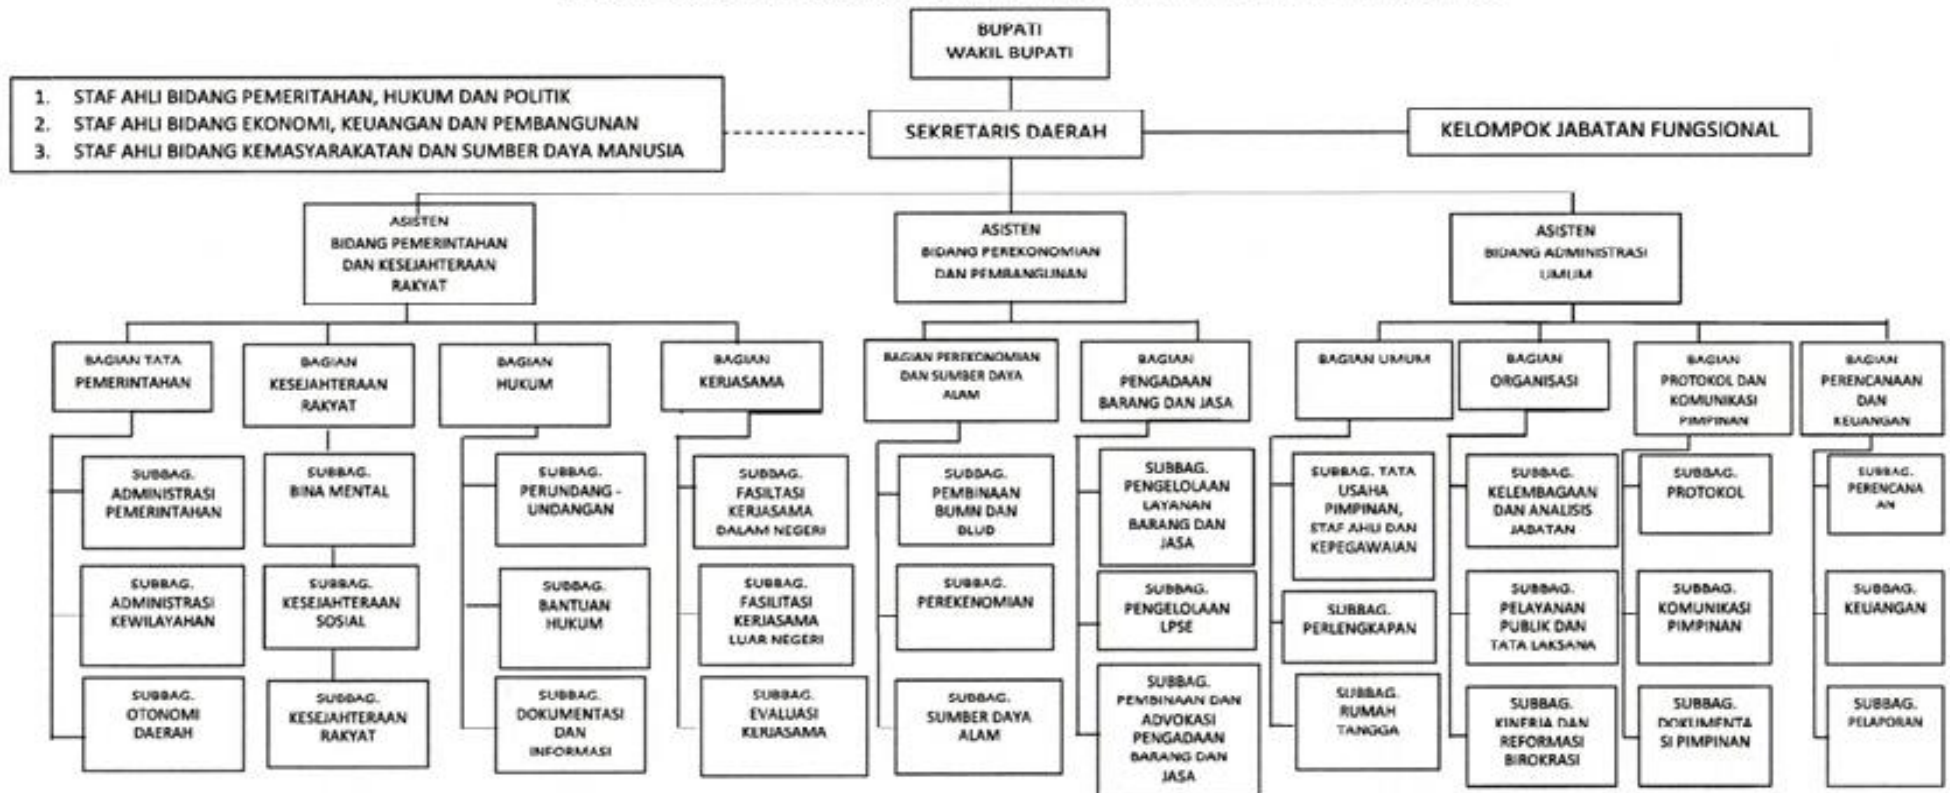 BUPATI
WAKIL BUPATI
1. STAF AHLI BIDANG PEMERITAHAN, HUKUM DAN POLITIK
2. STAF AHLI BIDANG EKONOMI, KEUANGAN DAN PEMBANGUNAN
3. STAF AHLI BIDANG KEMASYARAKATAN DAN SUMBER DAYA MANUSIA
SEKRETARIS DAERAH
KELOMPOK JABATAN FUNGSIONAL
ASISTEN
BIDANG PEMERINTAHAN
DAN KESEJAHTERAAN
RAKYAT
ASISTEN
BIDANG PEREKONOMIAN
DAN PEMBANGUNAN
ASISTEN
BIDANG ADMINISTRASI
UMUM
BAGIAN TATA
PEMERINTAHAN
BAGIAN
KESEJAHTERAAN
RAKYAT
BAGIAN
HUKUM
BAGIAN
KERJASAMA
BAGIAN PEREKONOMIAN
DAN SUMBER DAYA
ALAM
BAGIAN
PENGADAAN
BARANG DAN JASA
BAGIAN UMUM
BAGIAN
ORGANISASI
BAGIAN
PROTOKOL DAN
KOMUNIKASI
PIMPINAN
BAGIAN
PERENCANAAN
DAN
KEUANGAN
SUBBAG.
ADMINISTRASI
PEMERINTAHAN
SUBBAG.
BINA MENTAL
SUBBAG.
PERUNDANG -
UNDANGAN
SUBBAG.
FASILTASI
KERJASAMA
DALAM NEGERI
SUBBAG.
PEMBINAAN
BUMN DAN
BLUD
SUBBAG.
PENGELOLAAN
LAYANAN
BARANG DAN
JASA
SUBBAG. TATA
USAHA
PIMPINAN,
STAF AHLI DAN
KEPEGAWAIAN
SUBBAG.
KELEMBAGAAN
DAN ANALISIS
JABATAN
SUBBAG.
PROTOKOL
SUBBAG.
PERENCANA
AN
SUBBAG.
ADMINISTRASI
KEWILAYAHAN
SUBBAG.
KESEJAHTERAAN
SOSIAL
SUBBAG.
BANTUAN
HUKUM
SUBBAG.
FASILITASI
KERJASAMA
LUAR NEGERI
SUBBAG.
PEREKENOMIAN
SUBBAG.
PENGELOLAAN
LPSE
SUBBAG.
PERLENGKAPAN
SUBBAG.
PELAYANAN
PUBLIK DAN
TATA LAKSANA
SUBBAG.
KOMUNIKASI
PIMPINAN
SUBBAG.
KEUANGAN
SUBBAG.
OTONOMI
DAERAH
SUBBAG.
KESEJAHTERAAN
RAKYAT
SUBBAG.
DOKUMENTASI
DAN
INFORMASI
SUBBAG.
EVALUASI
KERJASAMA
SUBBAG.
SUMBER DAYA
ALAM
SUBBAG.
PEMBINAAN DAN
ADVOKASI
PENGADAAN
BARANG DAN
JASA
SUBBAG.
RUMAH
TANGGA
SUBBAG.
KINERJA DAN
REFORMASI
BIROKRASI
SUBBAG.
DOKUMENTA
SI PIMPINAN
SUBBAG.
PELAPORAN